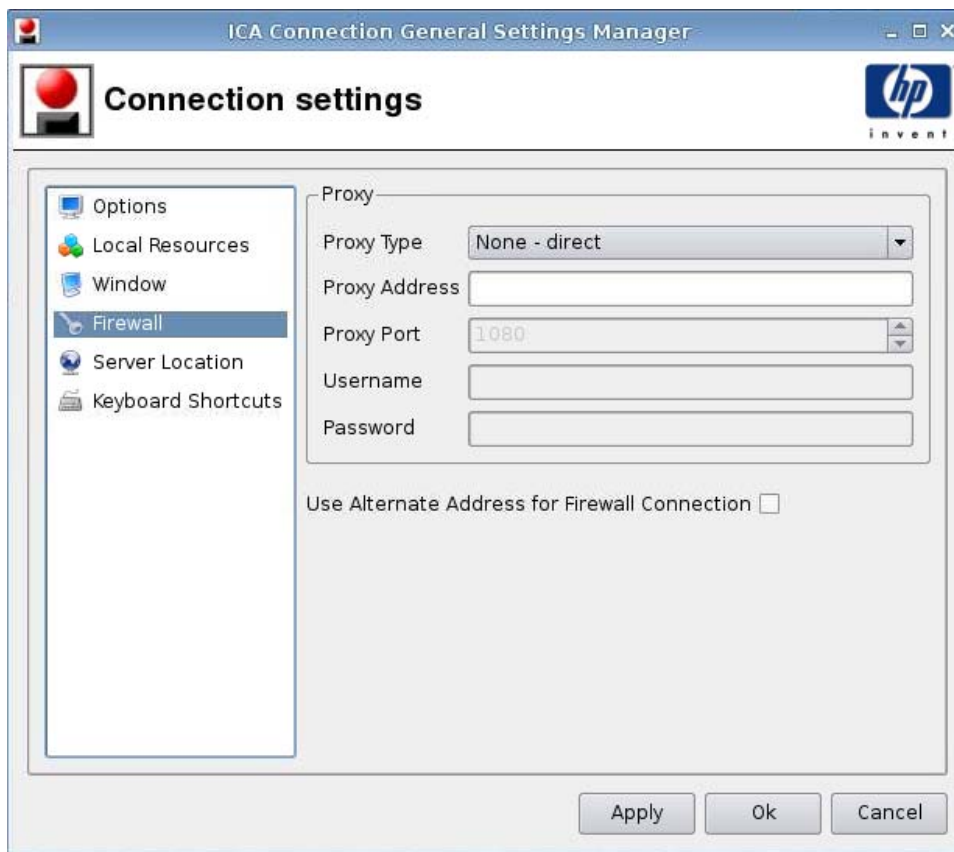 ICA Connection General Settings Manager
Connection settings
hp
invent
Options
Local Resources
Window
Firewall
Server Location
Keyboard Shortcuts
Proxy
Proxy Type None - direct
Proxy Address
Proxy Port 1080
Username
Password
Use Alternate Address for Firewall Connection
Apply Ok Cancel